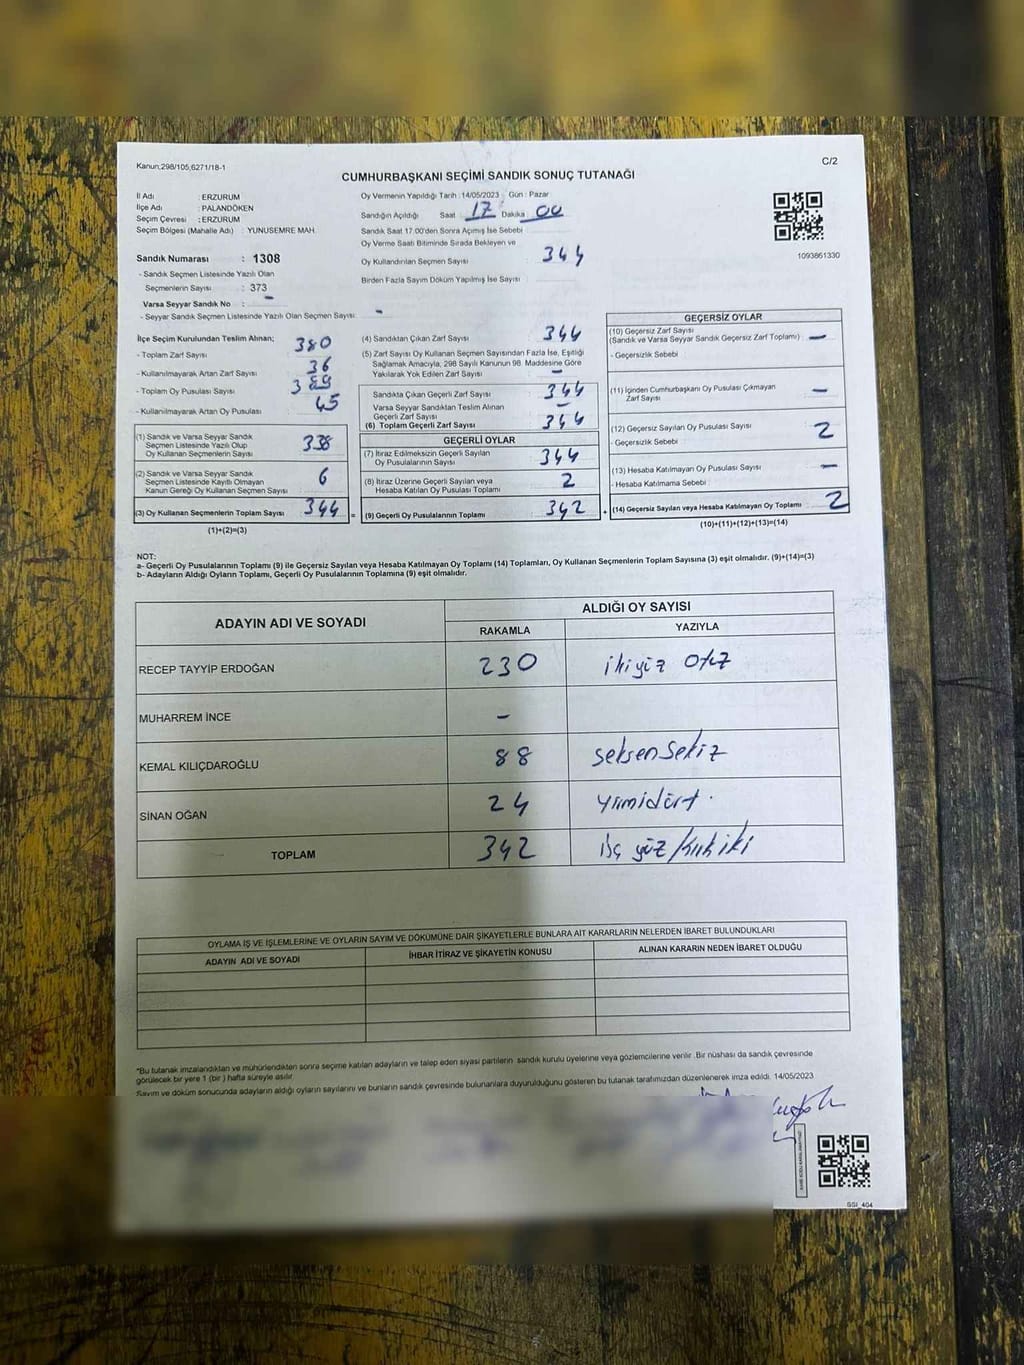 Kanun;298/105,6271/18-1
C/2
CUMHURBAŞKANI SEÇİMİ SANDIK SONUÇ TUTANAĞI
İl Adı : ERZURUM
İlçe Adı : PALANDÖKEN
Seçim Çevresi : ERZURUM
Seçim Bölgesi (Mahalle Adı) : YUNUSEMRE MAH.
Sandık Numarası : 1308
- Sandık Seçmen Listesinde Yazılı Olan
Seçmenlerin Sayısı : 373
Varsa Seyyar Sandık No : -
- Seyyar Sandık Seçmen Listesinde Yazılı Olan Seçmen Sayısı: -
Oy Vermenin Yapıldığı Tarih : 14/05/2023 Gün : Pazar
Sandığın Açıldığı Saat : 17 Dakika : 00
Sandık Saat 17.00'den Sonra Açmış İse Sebebi
Oy Verme Saati Bitiminde Sırada Bekleyen ve
Oy Kullandırılan Seçmen Sayısı : 344
Birden Fazla Sayım Döküm Yapılmış İse Sayısı :
1093861330
İlçe Seçim Kurulundan Teslim Alınan;
- Toplam Zarf Sayısı : 380
- Kullanılmayarak Artan Zarf Sayısı : 36
- Toplam Oy Pusulası Sayısı :
- Kullanılmayarak Artan Oy Pusulası : 45
(1) Sandık ve Varsa Seyyar Sandık
Seçmen Listesinde Yazılı Olup
Oy Kullanan Seçmenlerin Sayısı : 338
(2) Sandık ve Varsa Seyyar Sandık
Seçmen Listesinde Kayıtlı Olmayan
Kanun Gereği Oy Kullanan Seçmen Sayısı : 6
(3) Oy Kullanan Seçmenlerin Toplam Sayısı : 344 =
(1)+(2)=(3)
(4) Sandıktan Çıkan Zarf Sayısı : 344
(5) Zarf Sayısı Oy Kullanan Seçmen Sayısından Fazla İse, Eşitliği
Sağlamak Amacıyla, 298 Sayılı Kanunun 98. Maddesine Göre
Yakılarak Yok Edilen Zarf Sayısı : -
Sandıkta Çıkan Geçerli Zarf Sayısı : 344
Varsa Seyyar Sandıktan Teslim Alınan
Geçerli Zarf Sayısı : -
(6) Toplam Geçerli Zarf Sayısı : 344
GEÇERLİ OYLAR
(7) İtiraz Edilmeksizin Geçerli Sayılan
Oy Pusulalarının Sayısı : 344
(8) İtiraz Üzerine Geçerli Sayılan veya
Hesaba Katılan Oy Pusulası Toplamı : 2
(9) Geçerli Oy Pusulalarının Toplamı : 342 +
GEÇERSİZ OYLAR
(10) Geçersiz Zarf Sayısı
(Sandık ve Varsa Seyyar Sandık Geçersiz Zarf Toplamı) : -
- Geçersizlik Sebebi
(11) İçinden Cumhurbaşkanı Oy Pusulası Çıkmayan
Zarf Sayısı : -
(12) Geçersiz Sayılan Oy Pusulası Sayısı : 2
- Geçersizlik Sebebi
(13) Hesaba Katılmayan Oy Pusulası Sayısı : -
- Hesaba Katılmama Sebebi
(14) Geçersiz Sayılan veya Hesaba Katılmayan Oy Toplamı : 2
(10)+(11)+(12)+(13)=(14)
NOT:
a- Geçerli Oy Pusulalarının Toplamı (9) ile Geçersiz Sayılan veya Hesaba Katılmayan Oy Toplamı (14) Toplamları, Oy Kullanan Seçmenlerin Toplam Sayısına (3) eşit olmalıdır. (9)+(14)=(3)
b- Adayların Aldığı Oyların Toplamı, Geçerli Oy Pusulalarının Toplamına (9) eşit olmalıdır.
ADAYIN ADI VE SOYADI
ALDIĞI OY SAYISI
RAKAMLA YAZIYLA
RECEP TAYYİP ERDOĞAN 230 ikiyüz otuz
MUHARREM İNCE -
KEMAL KILIÇDAROĞLU 88 seksensekiz
SİNAN OĞAN 24 yirmidört.
TOPLAM 342 üç yüz kırk iki
OYLAMA İŞ VE İŞLEMLERİNE VE OYLARIN SAYIM VE DÖKÜMÜNE DAİR ŞİKAYETLERLE BUNLARA AİT KARARLARIN NELERDEN İBARET BULUNDUKLARI
ADAYIN ADI VE SOYADI İHBAR İTİRAZ VE ŞİKAYETİN KONUSU ALINAN KARARIN NEDEN İBARET OLDUĞU
*Bu tutanak imzalandıktan ve mühürlendikten sonra seçime katılan adayların ve talep eden siyasi partilerin sandık kurulu üyelerine veya gözlemcilerine verilir. Bir nüshası da sandık çevresinde
görülecek bir yere 1 (bir ) hafta süreyle asılır.
Sayım ve döküm sonucunda adayların aldığı oyların sayılarını ve bunların sandık çevresinde bulunanlara duyurulduğunu gösteren bu tutanak tarafımızdan düzenlenerek imza edildi. 14/05/2023
SSI_404